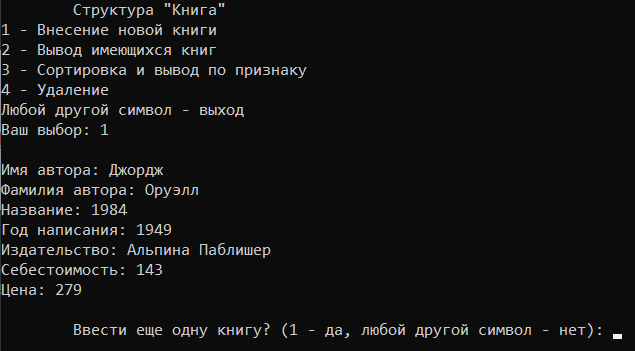 Структура "Книга"
1 - Внесение новой книги
2 - Вывод имеющихся книг
3 - Сортировка и вывод по признаку
4 - Удаление
Любой другой символ - выход
Ваш выбор: 1
Имя автора: Джордж
Фамилия автора: Оруэлл
Название: 1984
Год написания: 1949
Издательство: Альпина Паблишер
Себестоимость: 143
Цена: 279
Ввести еще одну книгу? (1 - да, любой другой символ - нет):